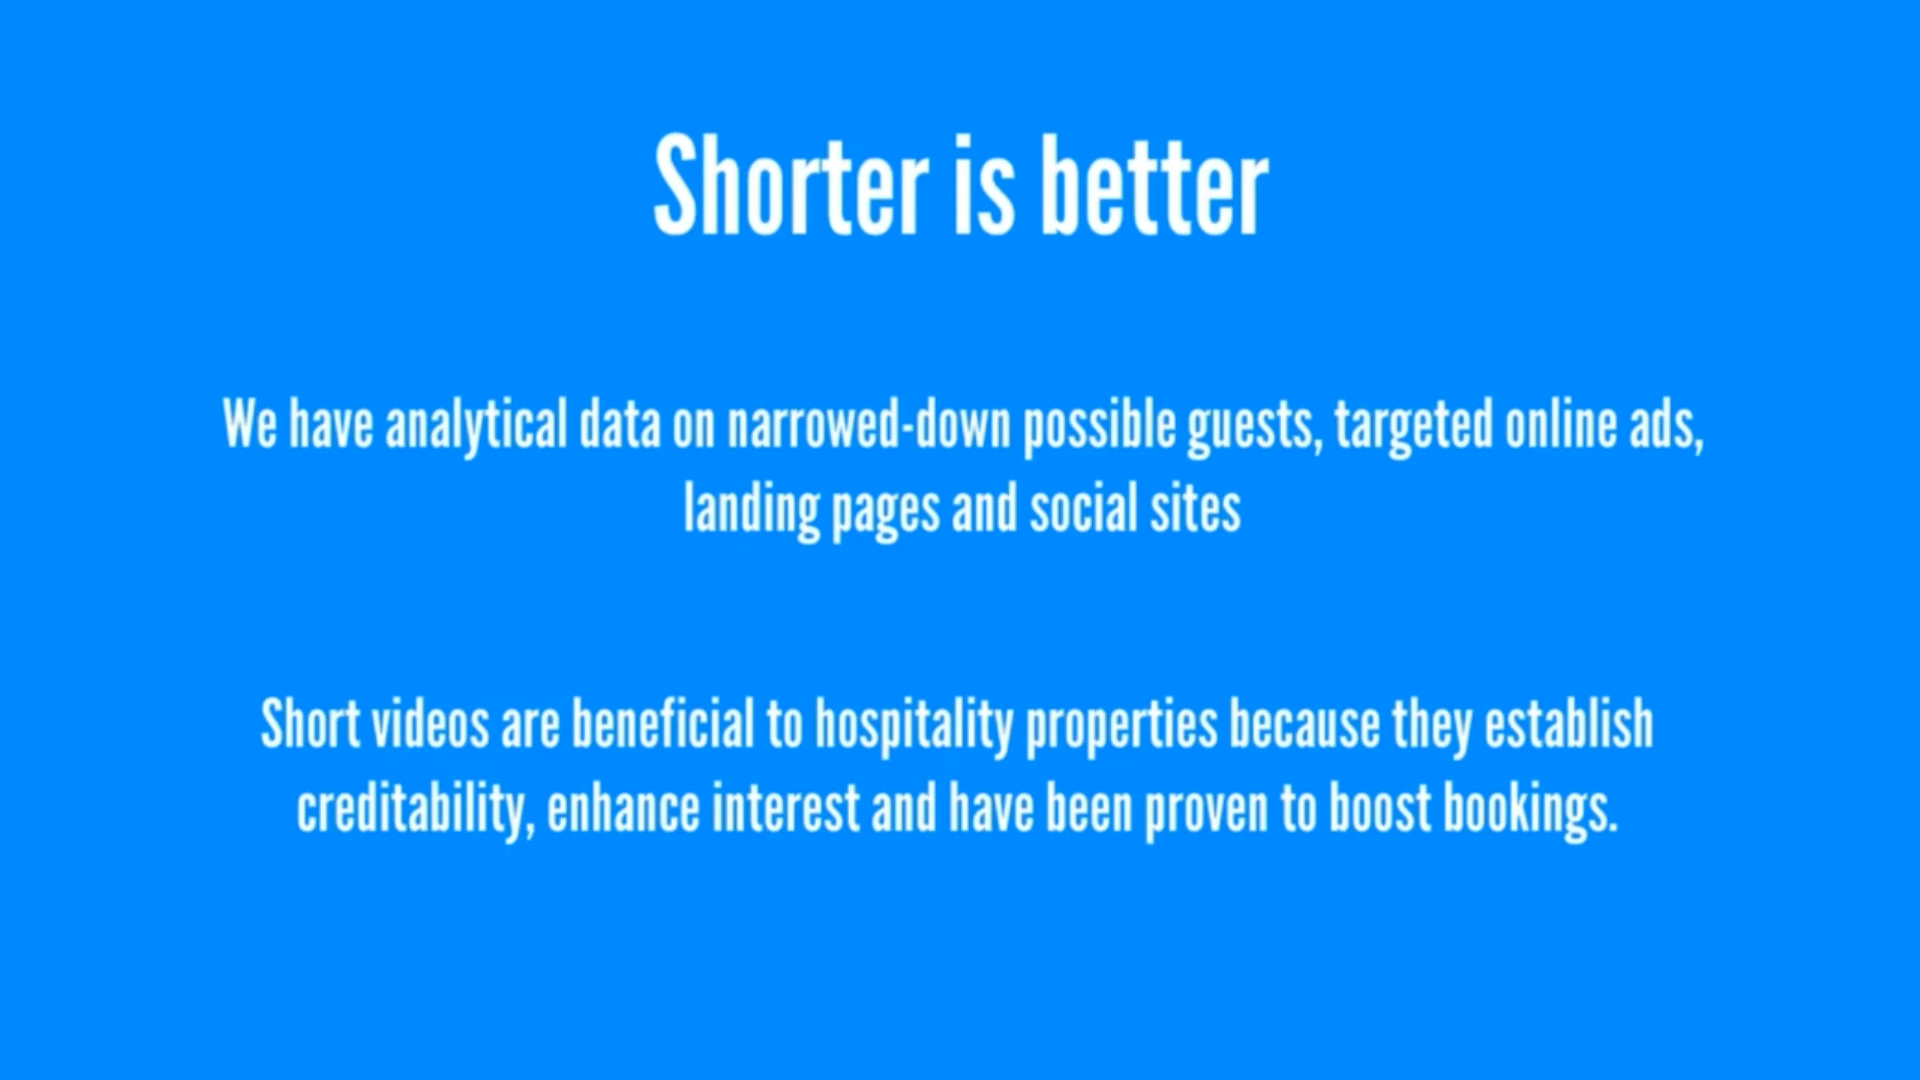 Shorter is better
We have analytical data on narrowed-down possible guests, targeted online ads,
landing pages and social sites
Short videos are beneficial to hospitality properties because they establish
creditability, enhance interest and have been proven to boost bookings.